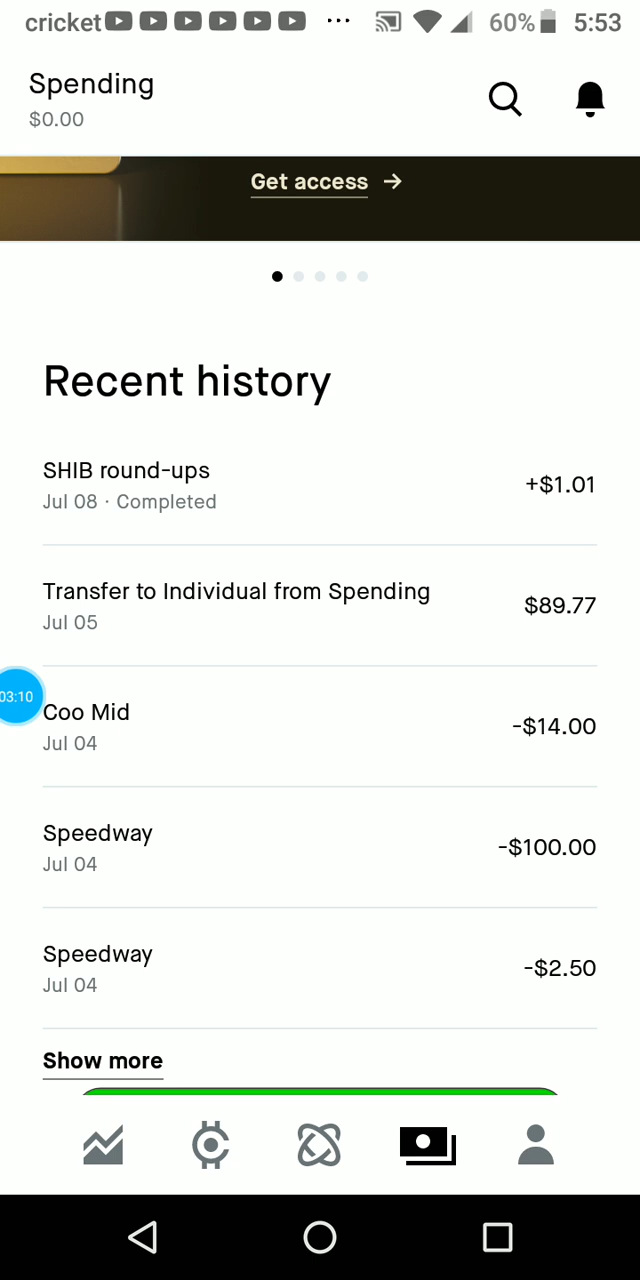 cricket ... 60% 5:53
Spending
$0.00
Get access →
Recent history
SHIB round-ups
+$1.01
Jul 08 · Completed
Transfer to Individual from Spending
$89.77
Jul 05
03:10
Coo Mid
-$14.00
Jul 04
Speedway
-$100.00
Jul 04
Speedway
-$2.50
Jul 04
Show more